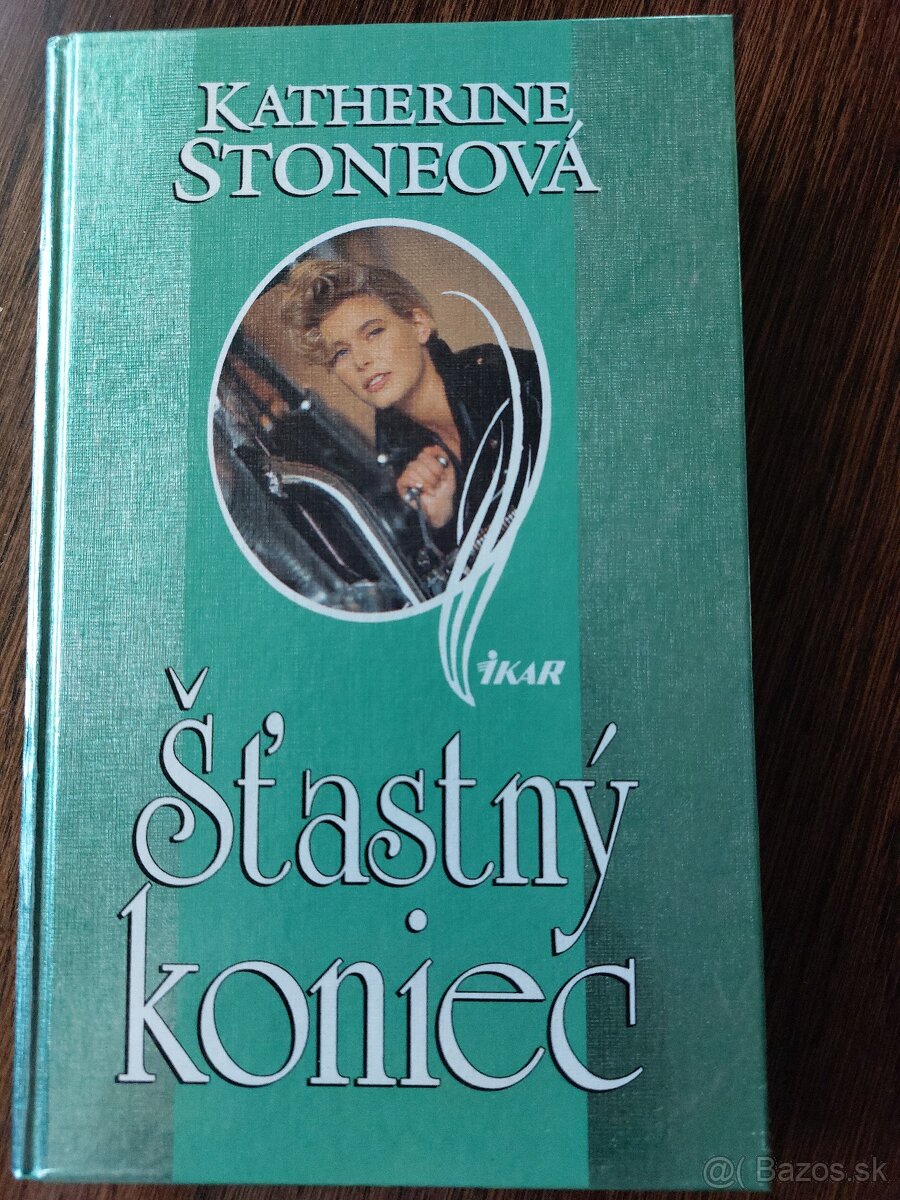 KATHERINE
STONEOVÁ
IKAR
Šťastný
koniec
@( Bazos.sk